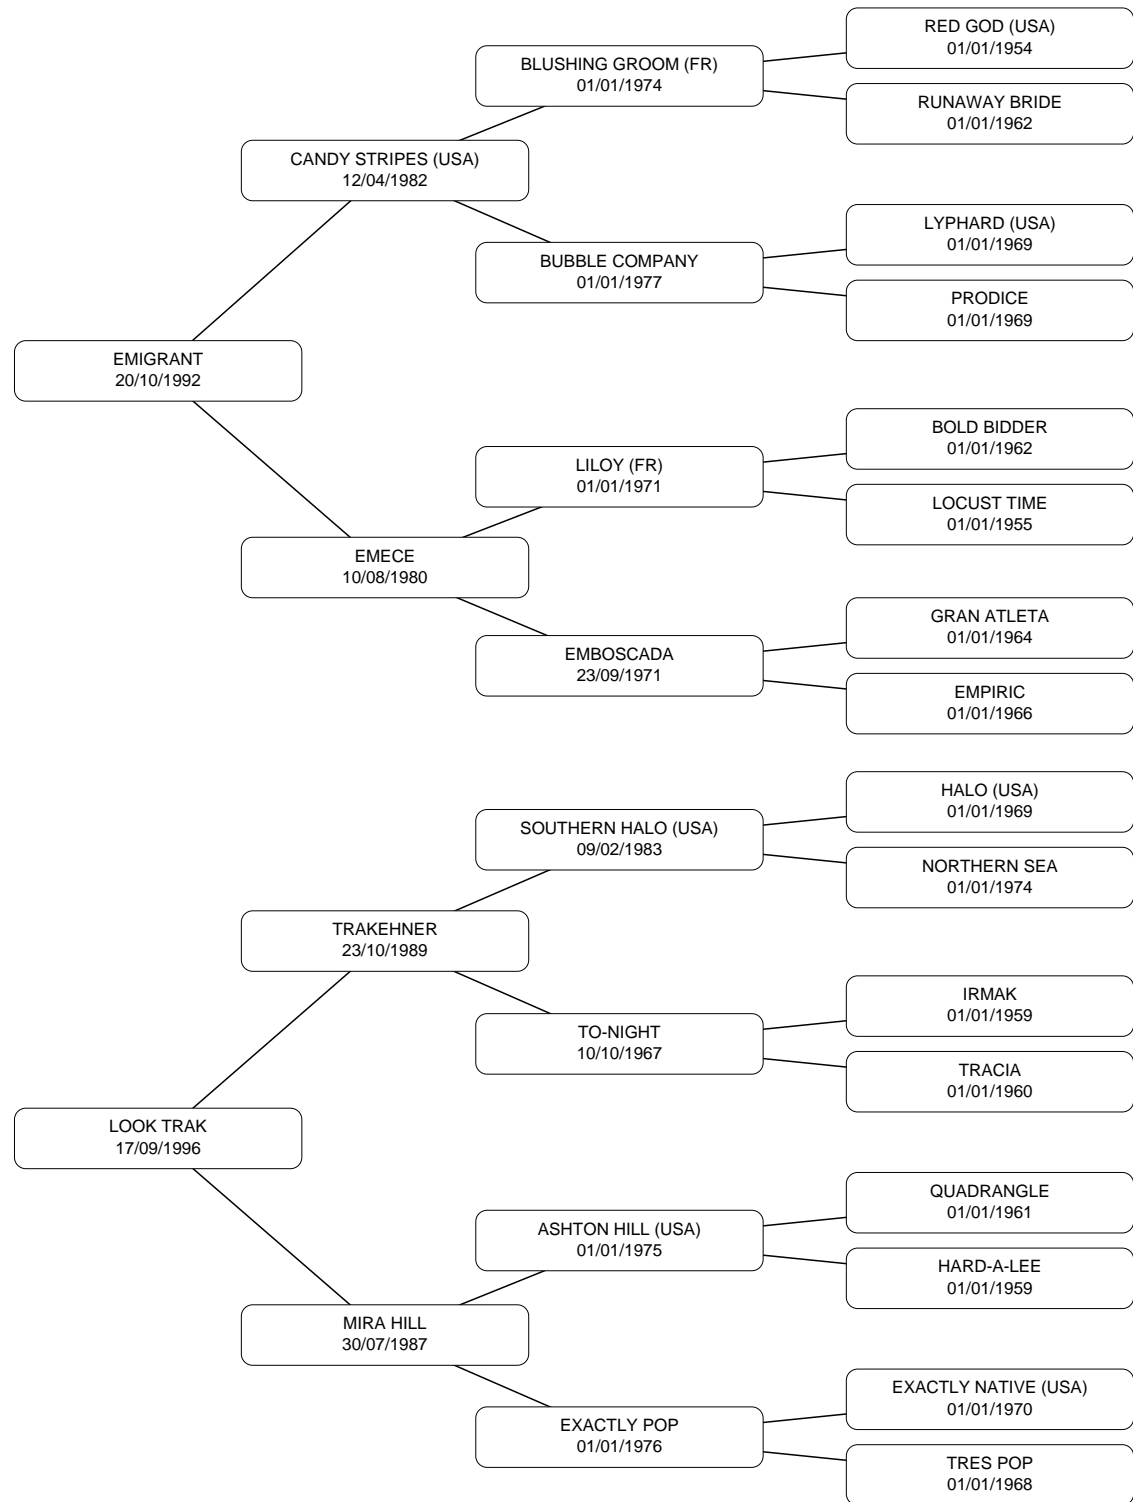 RED GOD (USA)
01/01/1954
BLUSHING GROOM (FR)
01/01/1974
RUNAWAY BRIDE
01/01/1962
CANDY STRIPES (USA)
12/04/1982
LYPHARD (USA)
01/01/1969
BUBBLE COMPANY
01/01/1977
PRODICE
01/01/1969
EMIGRANT
20/10/1992
BOLD BIDDER
01/01/1962
LILOY (FR)
01/01/1971
LOCUST TIME
01/01/1955
EMECE
10/08/1980
GRAN ATLETA
01/01/1964
EMBOSCADA
23/09/1971
EMPIRIC
01/01/1966
HALO (USA)
01/01/1969
SOUTHERN HALO (USA)
09/02/1983
NORTHERN SEA
01/01/1974
TRAKEHNER
23/10/1989
IRMAK
01/01/1959
TO-NIGHT
10/10/1967
TRACIA
01/01/1960
LOOK TRAK
17/09/1996
QUADRANGLE
01/01/1961
ASHTON HILL (USA)
01/01/1975
HARD-A-LEE
01/01/1959
MIRA HILL
30/07/1987
EXACTLY NATIVE (USA)
01/01/1970
EXACTLY POP
01/01/1976
TRES POP
01/01/1968